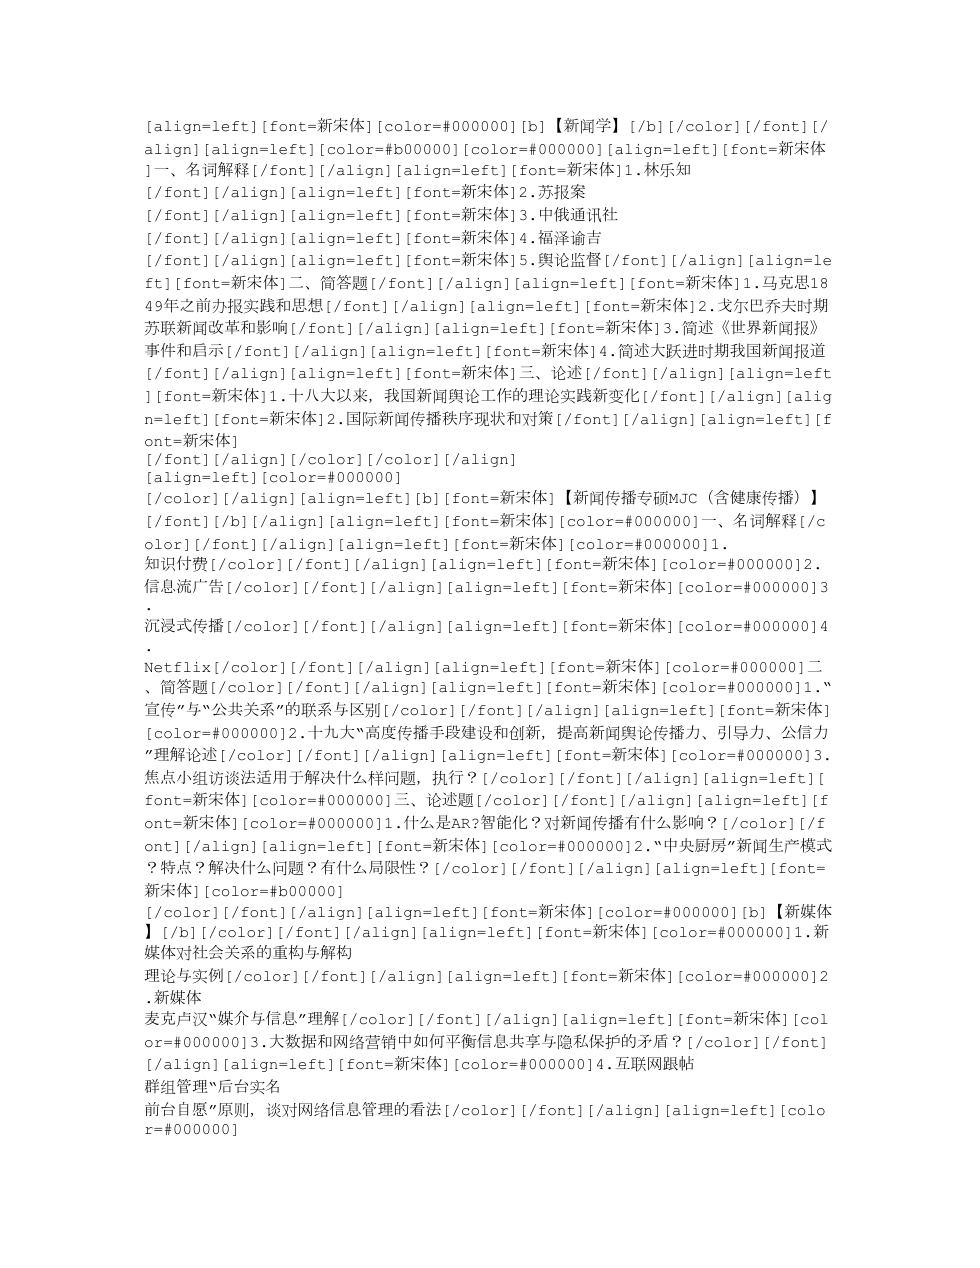 [align=left][font=新宋体][color=#000000][b]【新闻学】[/b][/color][/font][/
align][align=left][color=#b00000][color=#000000][align=left][font=新宋体
]一、名词解释[/font][/align][align=left][font=新宋体]1.林乐知
[/font][/align][align=left][font=新宋体]2.苏报案
[/font][/align][align=left][font=新宋体]3.中俄通讯社
[/font][/align][align=left][font=新宋体]4.福泽谕吉
[/font][/align][align=left][font=新宋体]5.舆论监督[/font][/align][align=le
ft][font=新宋体]二、简答题[/font][/align][align=left][font=新宋体]1.马克思18
49年之前办报实践和思想[/font][/align][align=left][font=新宋体]2.戈尔巴乔夫时期
苏联新闻改革和影响[/font][/align][align=left][font=新宋体]3.简述《世界新闻报》
事件和启示[/font][/align][align=left][font=新宋体]4.简述大跃进时期我国新闻报道
[/font][/align][align=left][font=新宋体]三、论述[/font][/align][align=left
][font=新宋体]1.十八大以来，我国新闻舆论工作的理论实践新变化[/font][/align][alig
n=left][font=新宋体]2.国际新闻传播秩序现状和对策[/font][/align][align=left][f
ont=新宋体]
[/font][/align][/color][/color][/align]
[align=left][color=#000000]
[/color][/align][align=left][b][font=新宋体]【新闻传播专硕MJC（含健康传播）】
[/font][/b][/align][align=left][font=新宋体][color=#000000]一、名词解释[/c
olor][/font][/align][align=left][font=新宋体][color=#000000]1.
知识付费[/color][/font][/align][align=left][font=新宋体][color=#000000]2.
信息流广告[/color][/font][/align][align=left][font=新宋体][color=#000000]3
.
沉浸式传播[/color][/font][/align][align=left][font=新宋体][color=#000000]4
.
Netflix[/color][/font][/align][align=left][font=新宋体][color=#000000]二
、简答题[/color][/font][/align][align=left][font=新宋体][color=#000000]1.“
宣传”与“公共关系”的联系与区别[/color][/font][/align][align=left][font=新宋体]
[color=#000000]2.十九大“高度传播手段建设和创新，提高新闻舆论传播力、引导力、公信力
”理解论述[/color][/font][/align][align=left][font=新宋体][color=#000000]3.
焦点小组访谈法适用于解决什么样问题，执行？[/color][/font][/align][align=left][
font=新宋体][color=#000000]三、论述题[/color][/font][/align][align=left][f
ont=新宋体][color=#000000]1.什么是AR?智能化？对新闻传播有什么影响？[/color][/f
ont][/align][align=left][font=新宋体][color=#000000]2.“中央厨房”新闻生产模式
？特点？解决什么问题？有什么局限性？[/color][/font][/align][align=left][font=
新宋体][color=#b00000]
[/color][/font][/align][align=left][font=新宋体][color=#000000][b]【新媒体
】[/b][/color][/font][/align][align=left][font=新宋体][color=#000000]1.新
媒体对社会关系的重构与解构
理论与实例[/color][/font][/align][align=left][font=新宋体][color=#000000]2
.新媒体
麦克卢汉“媒介与信息”理解[/color][/font][/align][align=left][font=新宋体][col
or=#000000]3.大数据和网络营销中如何平衡信息共享与隐私保护的矛盾？[/color][/font]
[/align][align=left][font=新宋体][color=#000000]4.互联网跟帖
群组管理“后台实名
前台自愿”原则，谈对网络信息管理的看法[/color][/font][/align][align=left][colo
r=#000000]